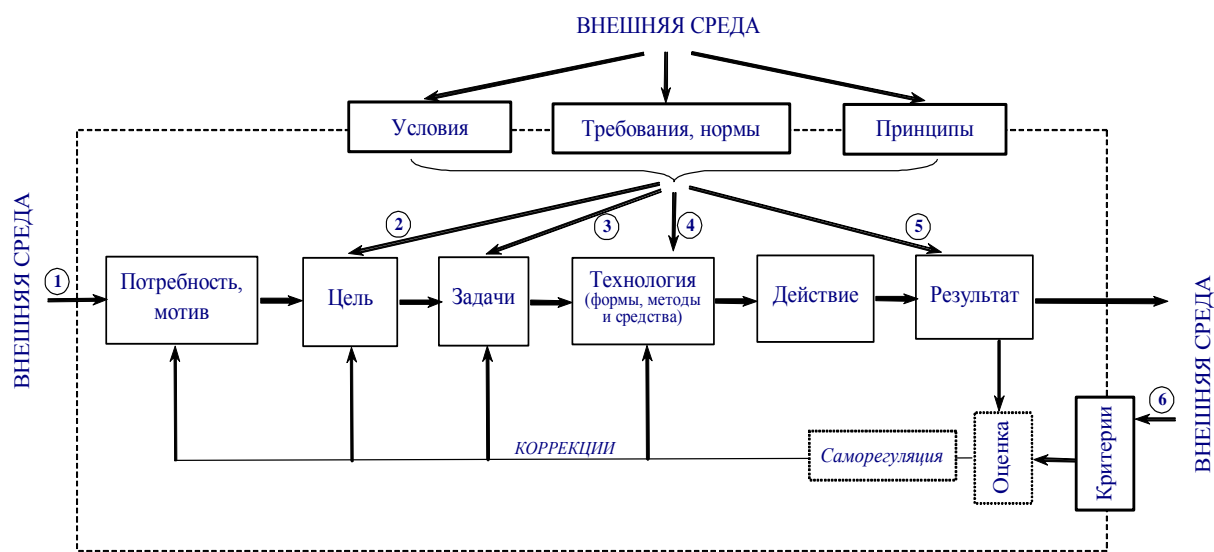 ВНЕШНЯЯ СРЕДА
Условия
Требования, нормы
Принципы
2
3
4
5
1
ВНЕШНЯЯ СРЕДА
Потребность,
мотив
Цель
Задачи
Технология
(формы, методы
и средства)
Действие
Результат
ВНЕШНЯЯ СРЕДА
6
КОРРЕКЦИИ
Саморегуляция
Оценка
Критерии